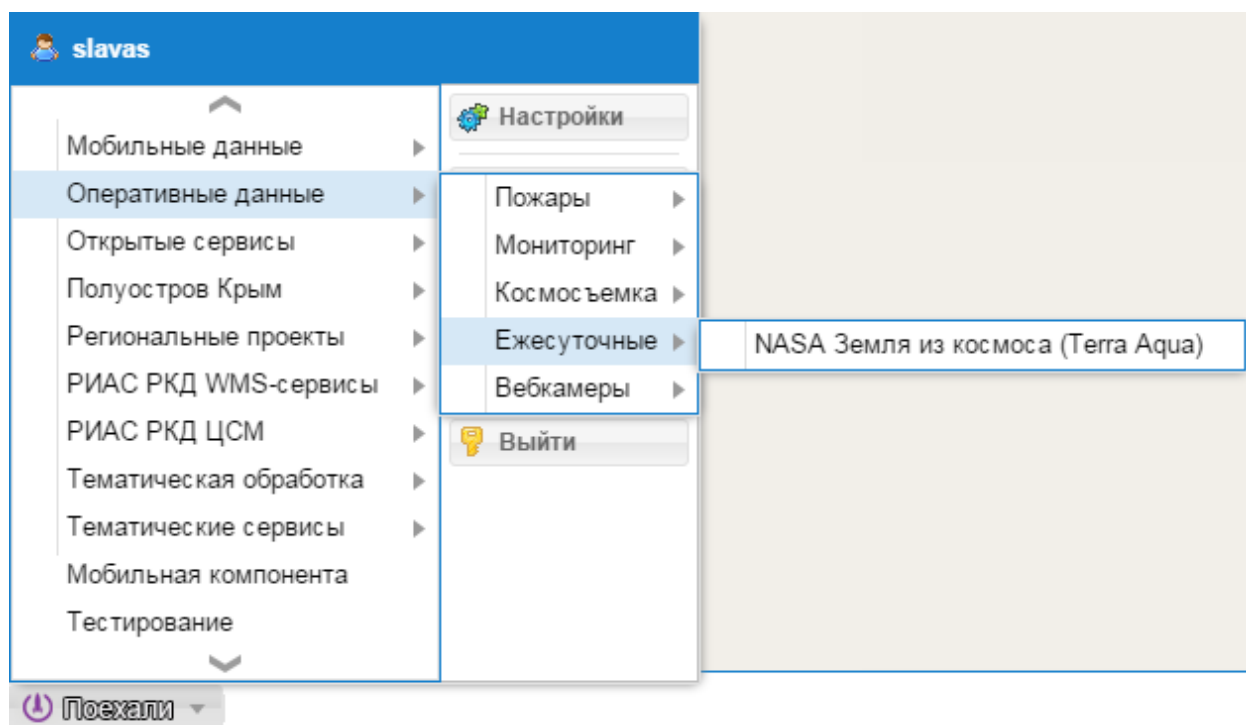 slavas
Мобильные данные
Оперативные данные
Открытые сервисы
Полуостров Крым
Региональные проекты
РИАС РКД WMS-сервисы
РИАС РКД ЦСМ
Тематическая обработка
Тематические сервисы
Мобильная компонента
Тестирование
Настройки
Пожары
Мониторинг
Космосъемка
Ежесуточные
Вебкамеры
NASA Земля из космоса (Terra Aqua)
Выйти
Поехали